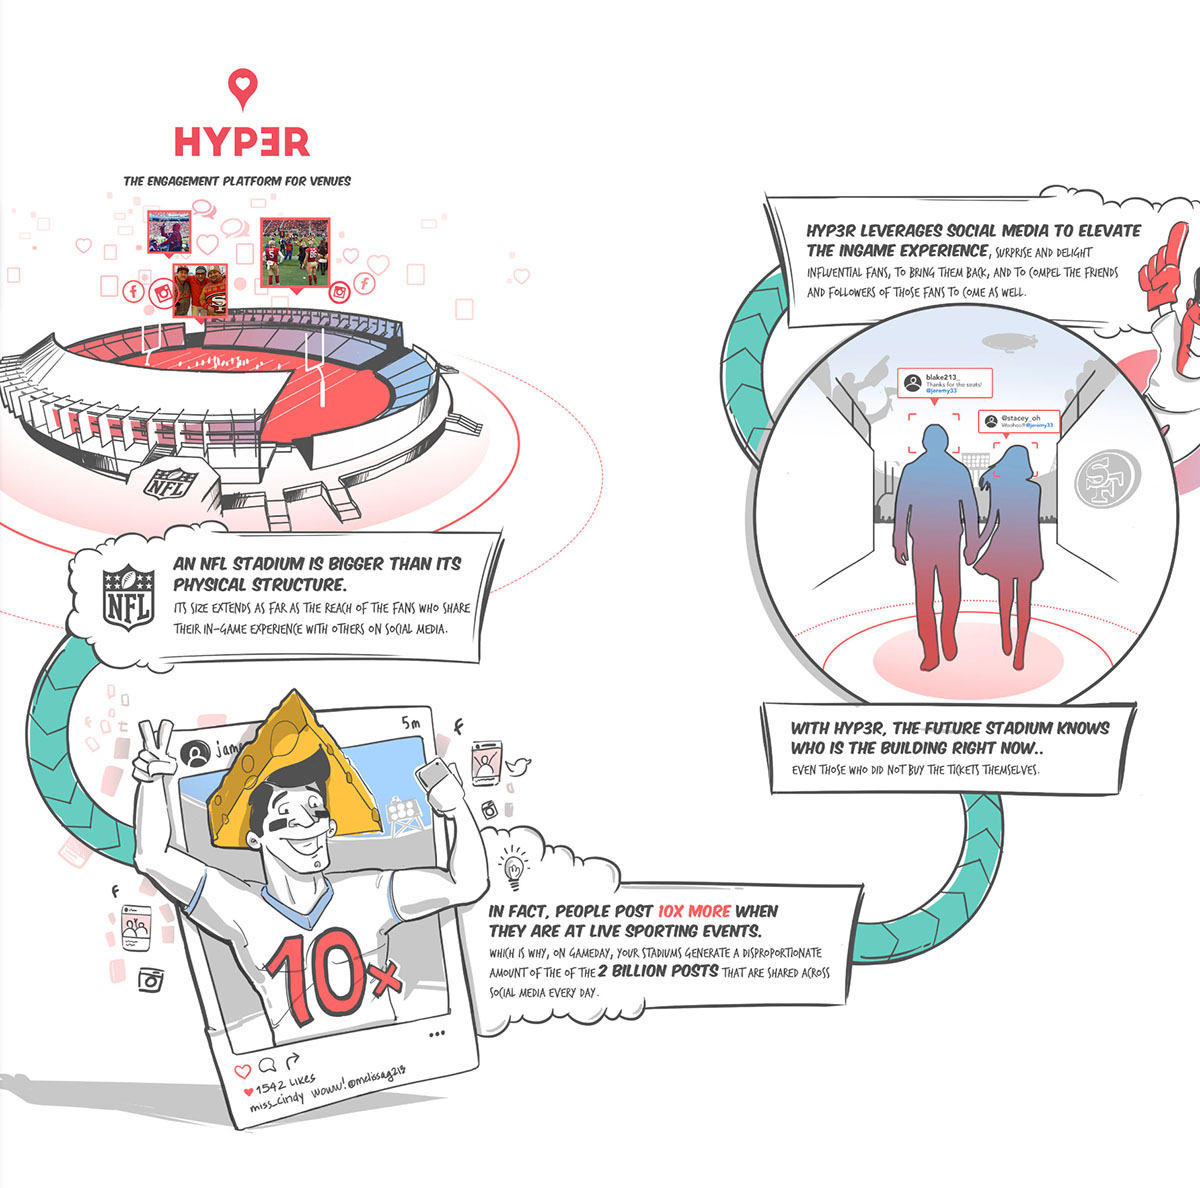 HYP3R
THE ENGAGEMENT PLATFORM FOR VENUES
NFL
NFL
AN NFL STADIUM IS BIGGER THAN ITS
PHYSICAL STRUCTURE.
ITS SIZE EXTENDS AS FAR AS THE REACH OF THE FANS WHO SHARE
THEIR IN-GAME EXPERIENCE WITH OTHERS ON SOCIAL MEDIA.
5m
10x
1542 LIKES
miss_cindy woww! @melissag213
IN FACT, PEOPLE POST 10X MORE WHEN
THEY ARE AT LIVE SPORTING EVENTS.
WHICH IS WHY, ON GAMEDAY, YOUR STADIUMS GENERATE A DISPROPORTIONATE
AMOUNT OF THE OF THE 2 BILLION POSTS THAT ARE SHARED ACROSS
SOCIAL MEDIA EVERY DAY.
WITH HYP3R, THE FUTURE STADIUM KNOWS
WHO IS THE BUILDING RIGHT NOW..
EVEN THOSE WHO DID NOT BUY THE TICKETS THEMSELVES.
blake213_
Thanks for the seats!
@jeremy33
@stacey_oh
Woohoo!!! @jeremy33
SF
HYP3R LEVERAGES SOCIAL MEDIA TO ELEVATE
THE INGAME EXPERIENCE, SURPRISE AND DELIGHT
INFLUENTIAL FANS, TO BRING THEM BACK, AND TO COMPEL THE FRIENDS
AND FOLLOWERS OF THOSE FANS TO COME AS WELL.